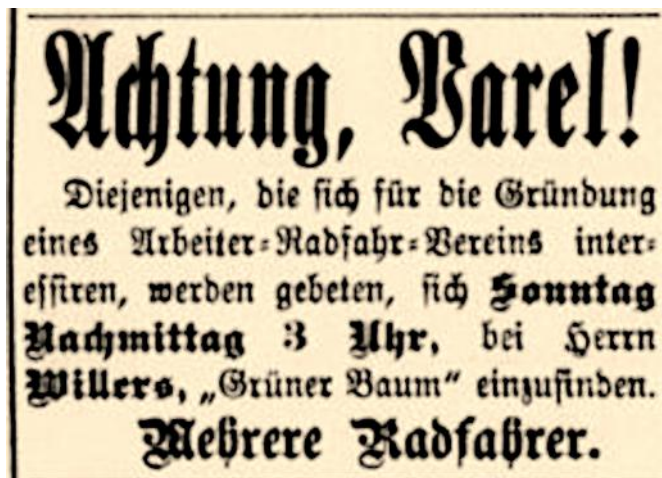 Achtung, Varel!
Diejenigen, die sich für die Gründung
eines Arbeiter-Radfahr-Vereins inter-
essiren, werden gebeten, sich Sonntag
Nachmittag 3 Uhr, bei Herrn
Willers, „Grüner Baum“ einzufinden.
Mehrere Radfahrer.